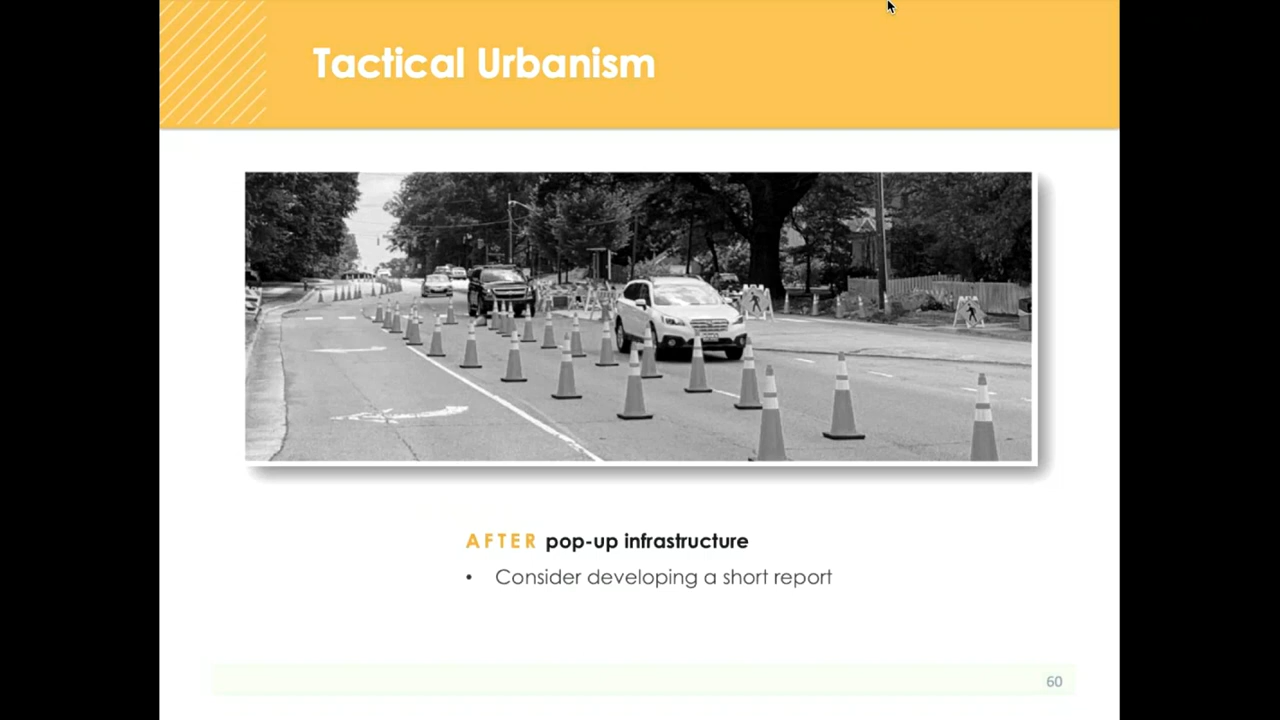 Tactical Urbanism
AFTER pop-up infrastructure
• Consider developing a short report
60